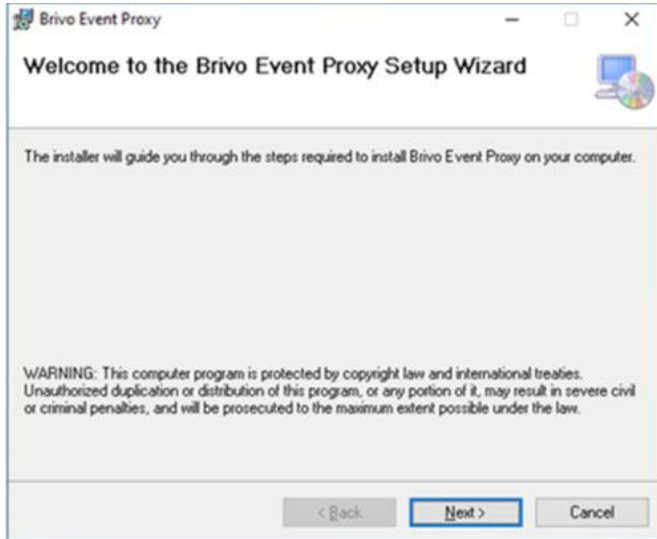 Brivo Event Proxy
Welcome to the Brivo Event Proxy Setup Wizard
The installer will guide you through the steps required to install Brivo Event Proxy on your computer.
WARNING: This computer program is protected by copyright law and international treaties.
Unauthorized duplication or distribution of this program, or any portion of it, may result in severe civil
or criminal penalties, and will be prosecuted to the maximum extent possible under the law.
< Back Next > Cancel